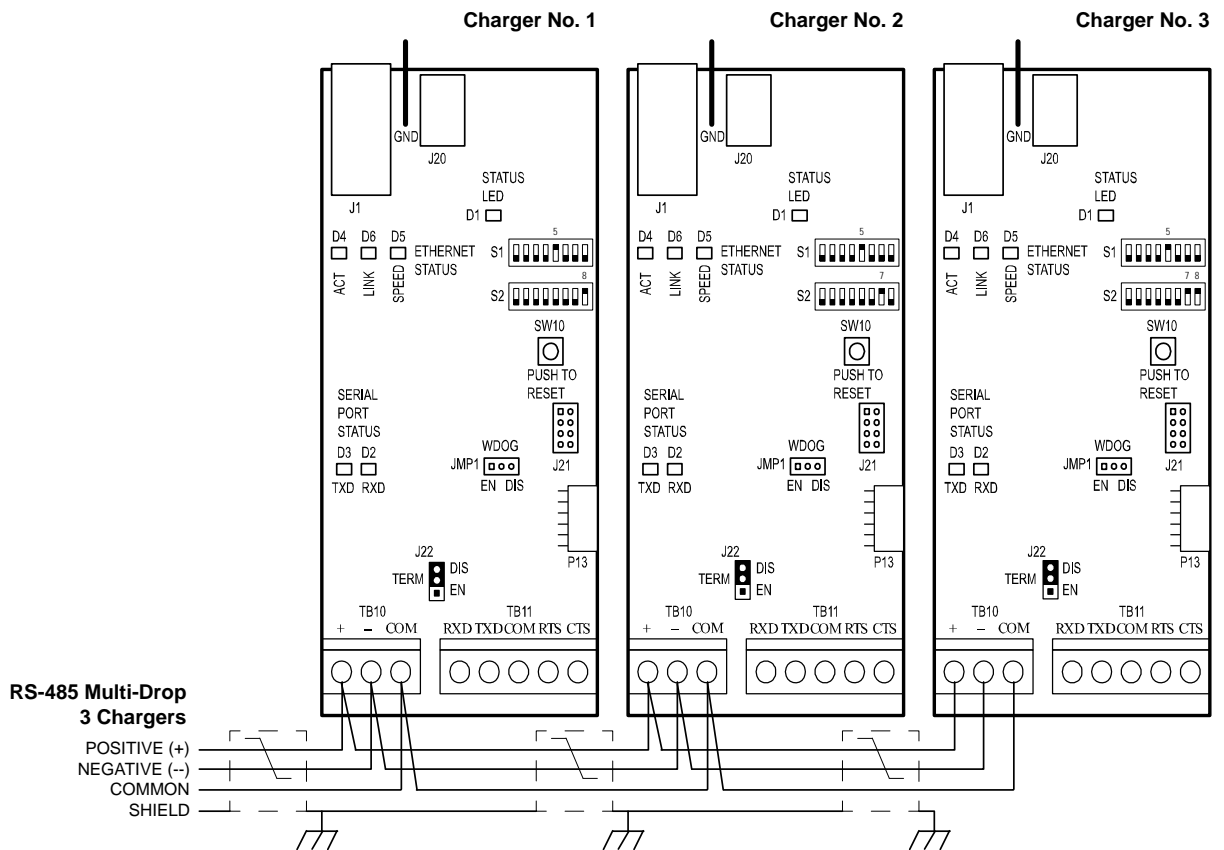 Charger No. 1 Charger No. 2 Charger No. 3
GND GND GND
J20 J20 J20
STATUS STATUS STATUS
LED LED LED
J1 D1 J1 D1 J1 D1
D4 D6 D5 5 D4 D6 D5 5 D4 D6 D5 5
ETHERNET S1 ETHERNET S1 ETHERNET S1
STATUS STATUS STATUS
ACT LINK SPEED ACT LINK SPEED ACT LINK SPEED
8 7 7 8
S2 S2 S2
SW10 SW10 SW10
PUSH TO PUSH TO PUSH TO
SERIAL RESET SERIAL RESET SERIAL RESET
PORT PORT PORT
STATUS STATUS STATUS
D3 D2 WDOG D3 D2 WDOG D3 D2 WDOG
JMP1 J21 JMP1 J21 JMP1 J21
TXD RXD EN DIS TXD RXD EN DIS TXD RXD EN DIS
J22 P13 J22 P13 J22 P13
DIS DIS DIS
TERM TERM TERM
EN EN EN
TB10 TB11 TB10 TB11 TB10 TB11
+ – COM RXD TXD COM RTS CTS + – COM RXD TXD COM RTS CTS + – COM RXD TXD COM RTS CTS
RS-485 Multi-Drop
3 Chargers
POSITIVE (+)
NEGATIVE (--)
COMMON
SHIELD